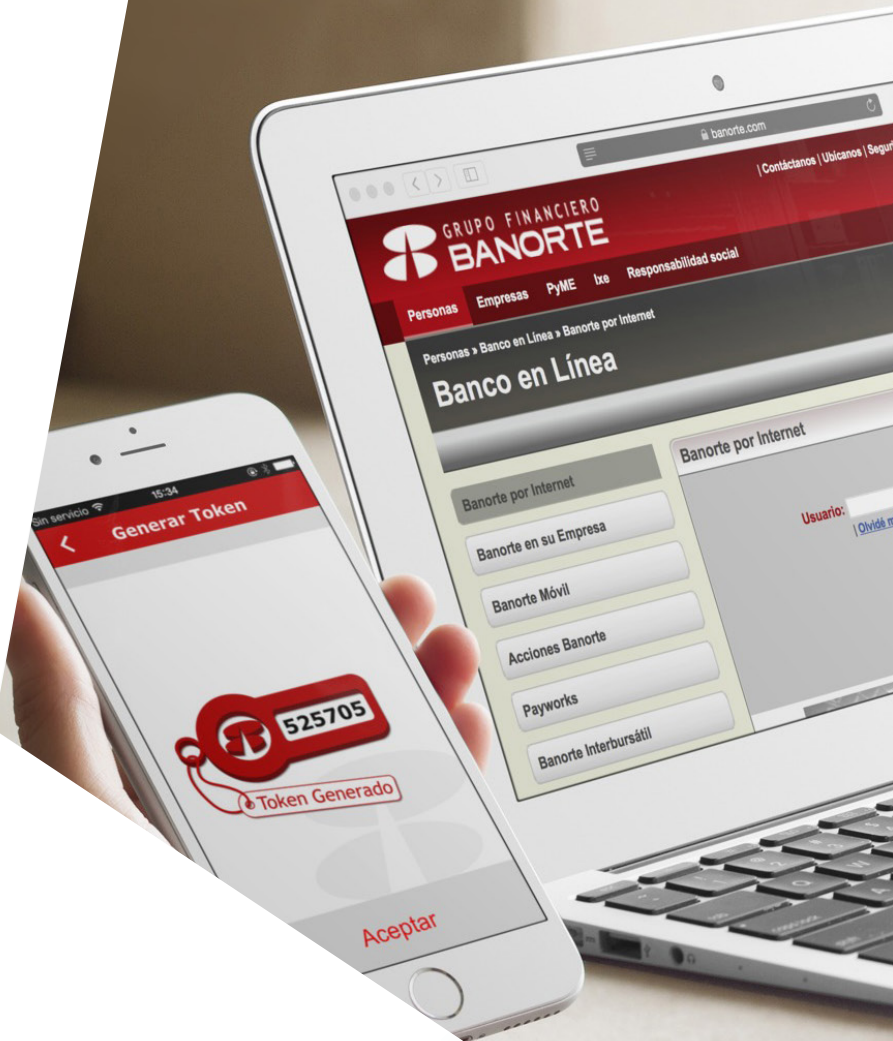 banorte.com
| Contáctanos | Ubícanos |
GRUPO FINANCIERO
BANORTE
Personas Empresas PyME Ixe Responsabilidad social
Personas » Banco en Línea » Banorte por Internet
Banco en Línea
Banorte por Internet
Banorte en su Empresa
Banorte Móvil
Acciones Banorte
Payworks
Banorte Interbursátil
Banorte por Internet
Usuario:
| Olvidé
Sin servicio 15:34
Generar Token
525705
Token Generado
Aceptar